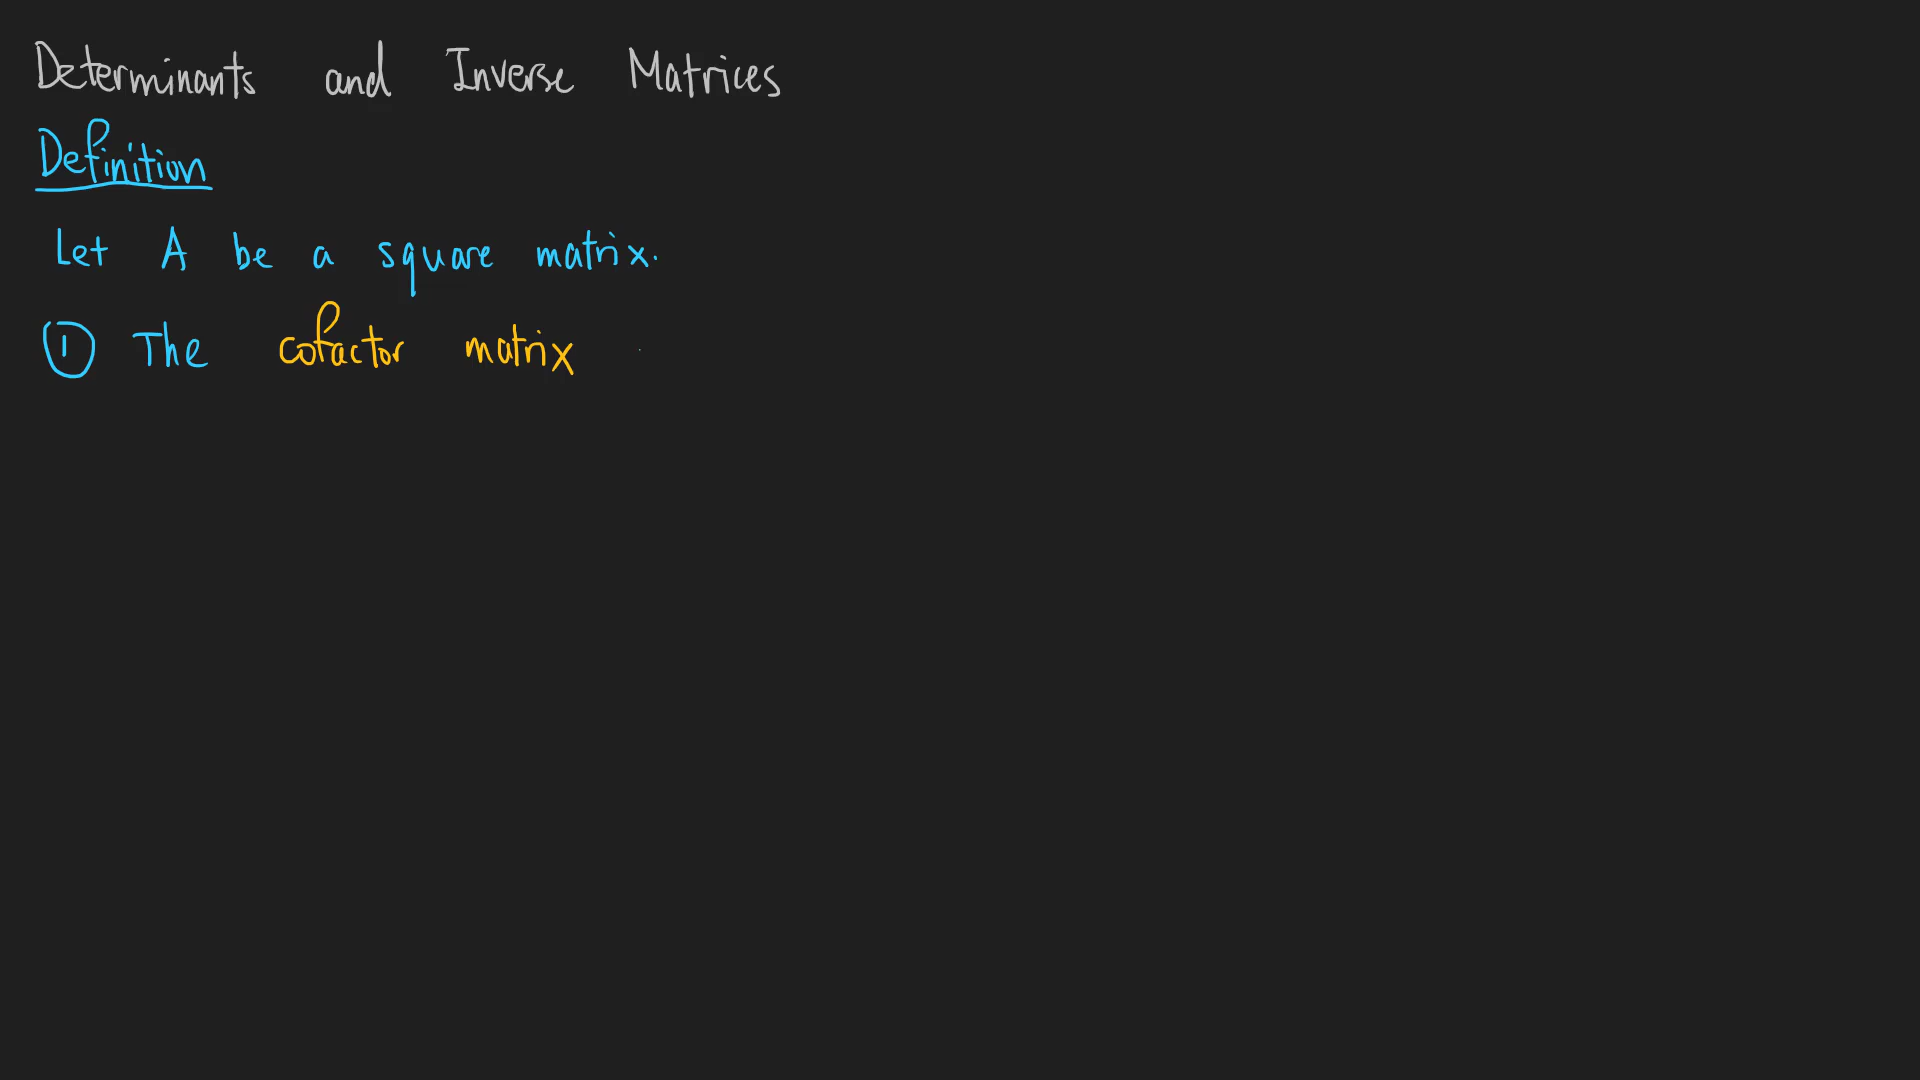 Determinants and Inverse Matrices
Definition
Let A be a square matrix.
① The cofactor matrix